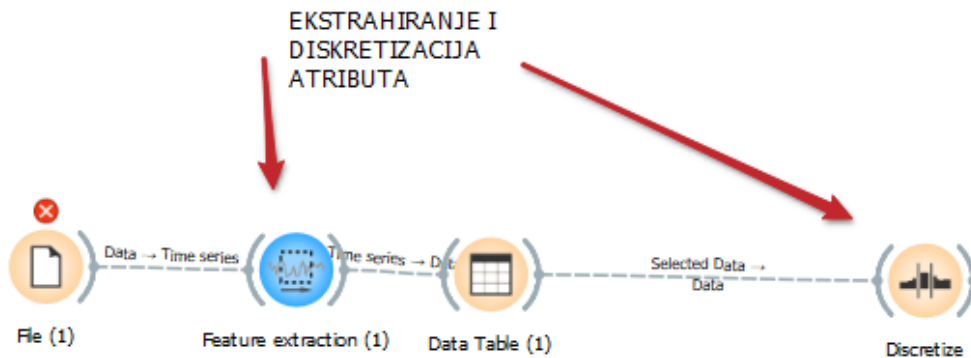 EKSTRAHIRANJE I
DISKRETIZACIJA
ATRIBUTA
Data → Time series
Time series → Dat
Selected Data →
Data
File (1)
Feature extraction (1)
Data Table (1)
Discretize